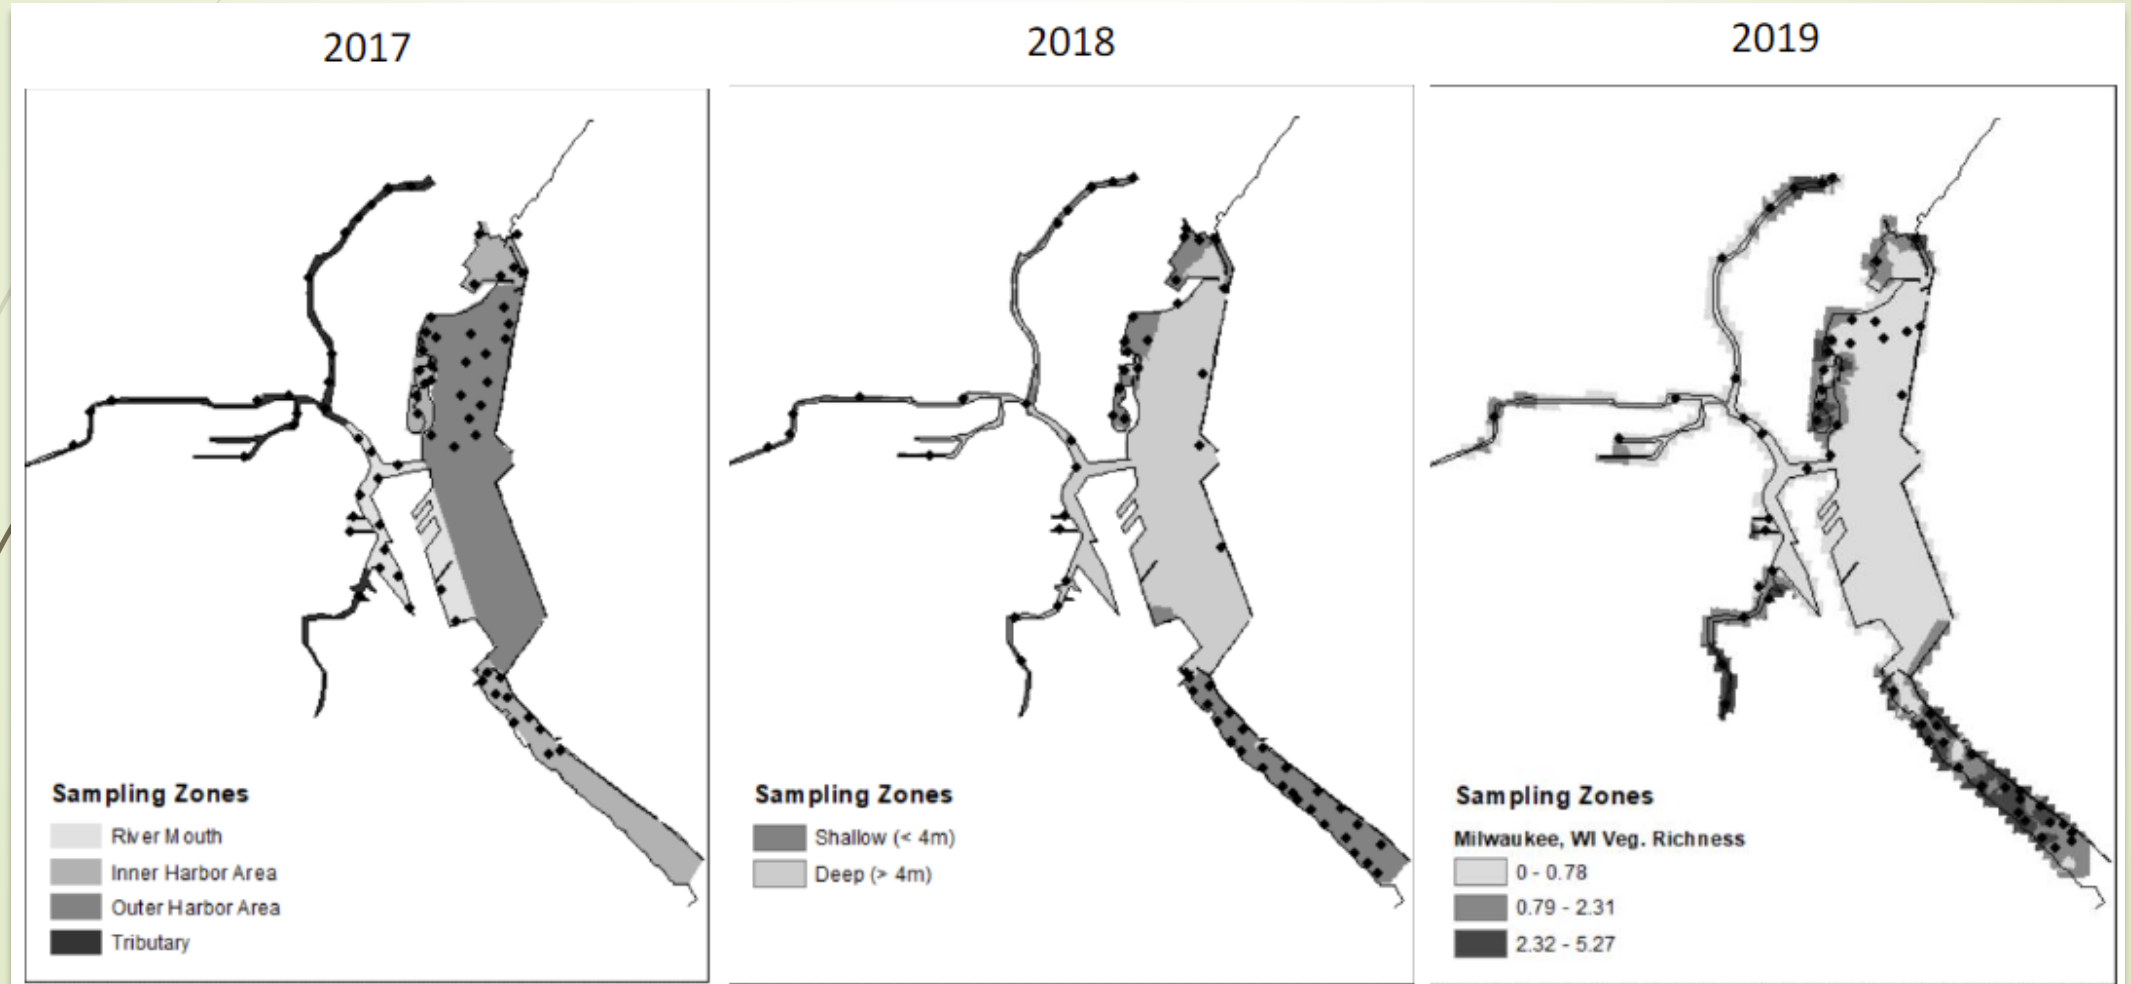 2017
2018
2019
Sampling Zones
River Mouth
Inner Harbor Area
Outer Harbor Area
Tributary
Sampling Zones
Shallow (< 4m)
Deep (> 4m)
Sampling Zones
Milwaukee, WI Veg. Richness
0 - 0.78
0.79 - 2.31
2.32 - 5.27